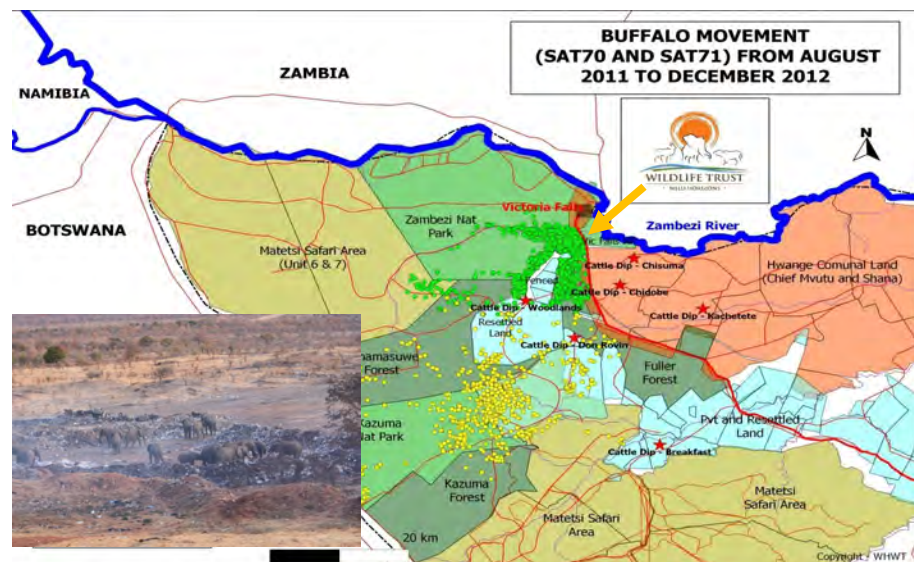 BUFFALO MOVEMENT
(SAT70 AND SAT71) FROM AUGUST
2011 TO DECEMBER 2012
ZAMBIA
NAMIBIA
BOTSWANA
WILDLIFE TRUST
N
Victoria Falls
Zambezi River
Zambezi Nat
Park
Matetsi Safari Area
(Unit 6 & 7)
Cattle Dip - Chisuma
Hwange Comunal Land
(Chief Mvutu and Shana)
Fenced
Cattle Dip - Chidobe
Cattle Dip - Woodlands
Cattle Dip - Kachetete
Resettled
Land
Cattle Dip - Don Rovin
Forest
Fuller
Forest
Kazuma
Nat Park
Pvt and Resettled
Land
Cattle Dip - Breakfast
Kazuma
Forest
Matetsi
Safari Area
Matetsi Safari
Area
20 km
Copyright - WHWT